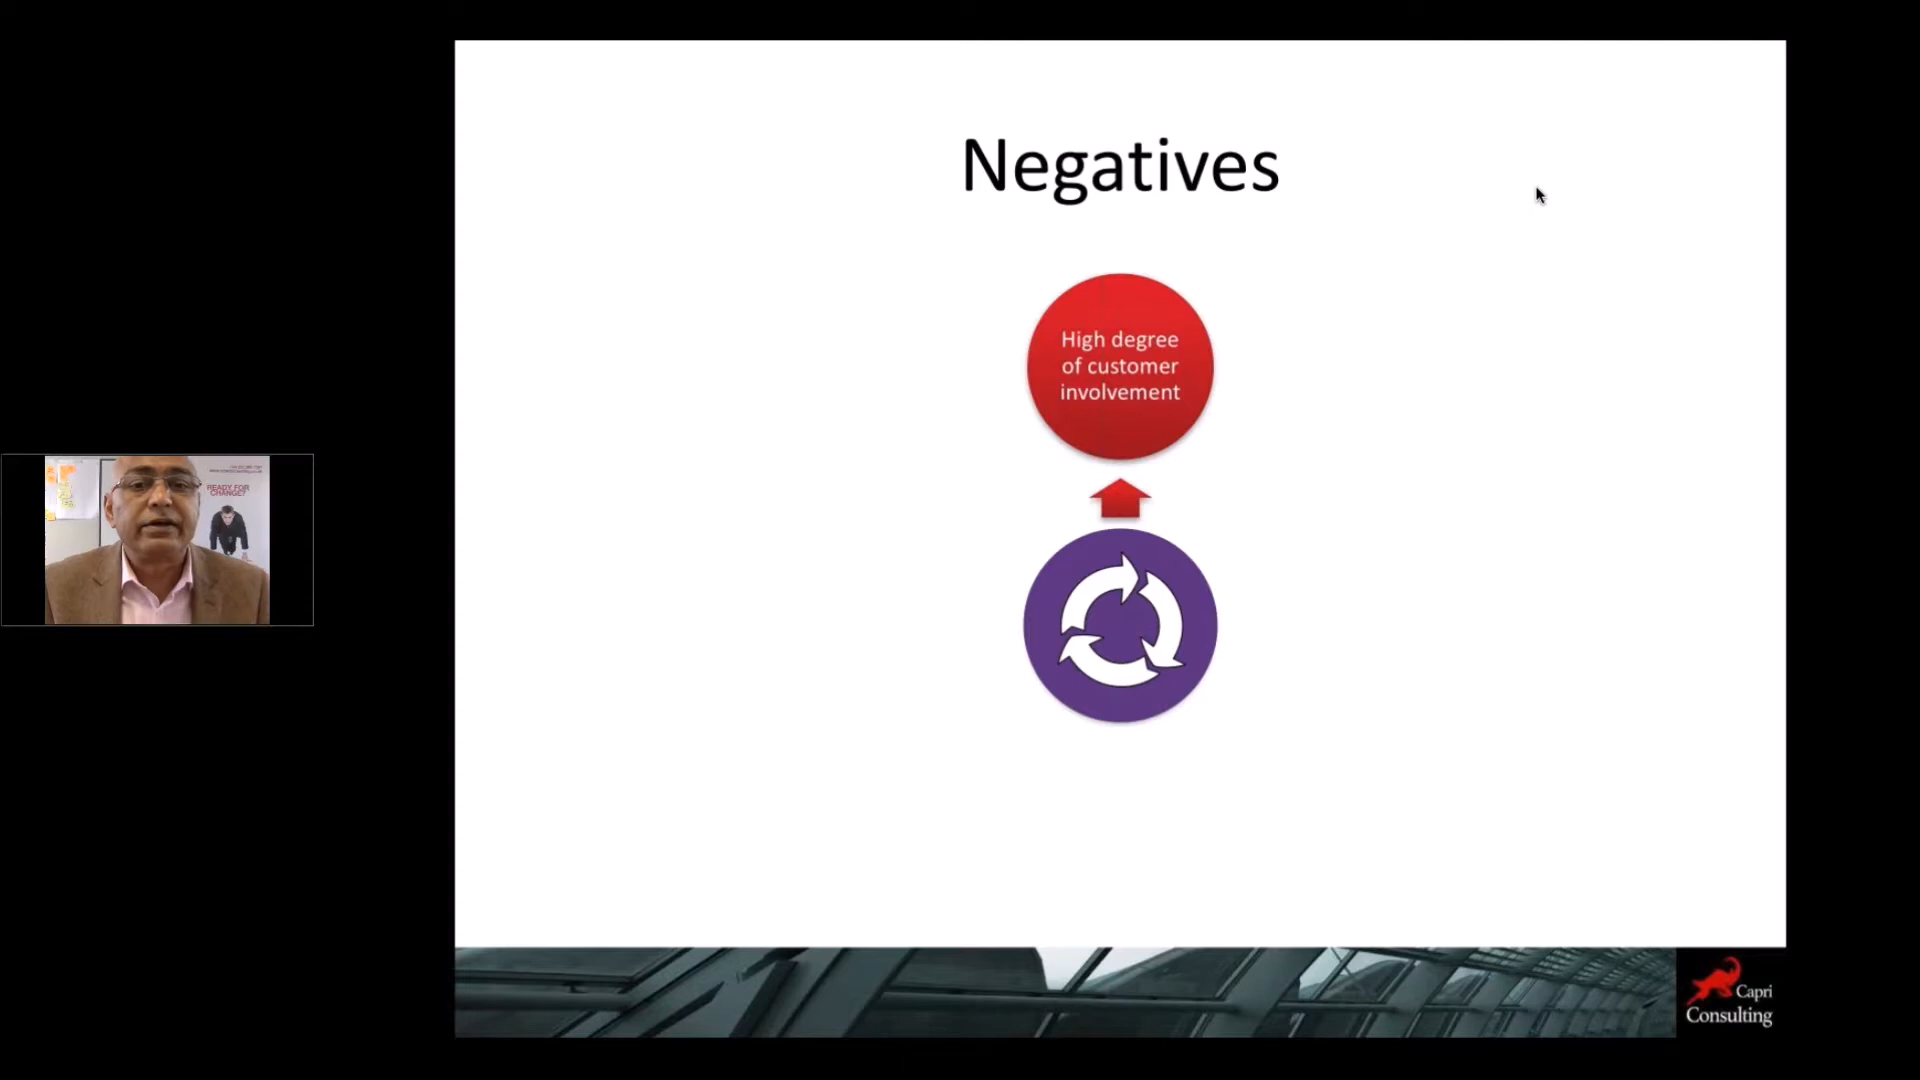 Negatives
High degree
of customer
involvement
READY FOR
CHANGE?
Capri
Consulting